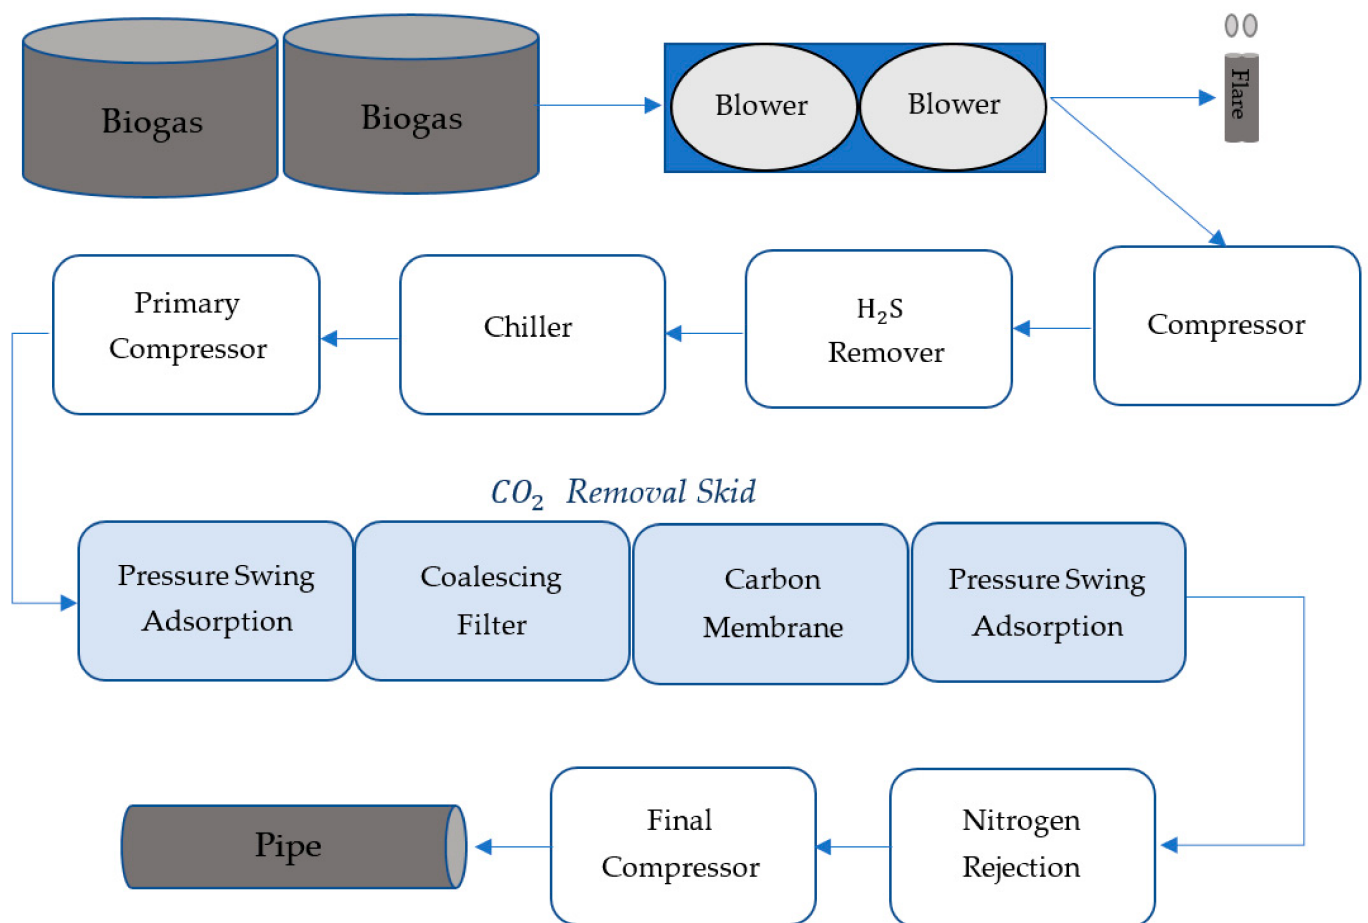 Biogas
Biogas
Blower
Blower
Flare
Primary
Compressor
Chiller
H₂S
Remover
Compressor
CO₂ Removal Skid
Pressure Swing
Adsorption
Coalescing
Filter
Carbon
Membrane
Pressure Swing
Adsorption
Pipe
Final
Compressor
Nitrogen
Rejection